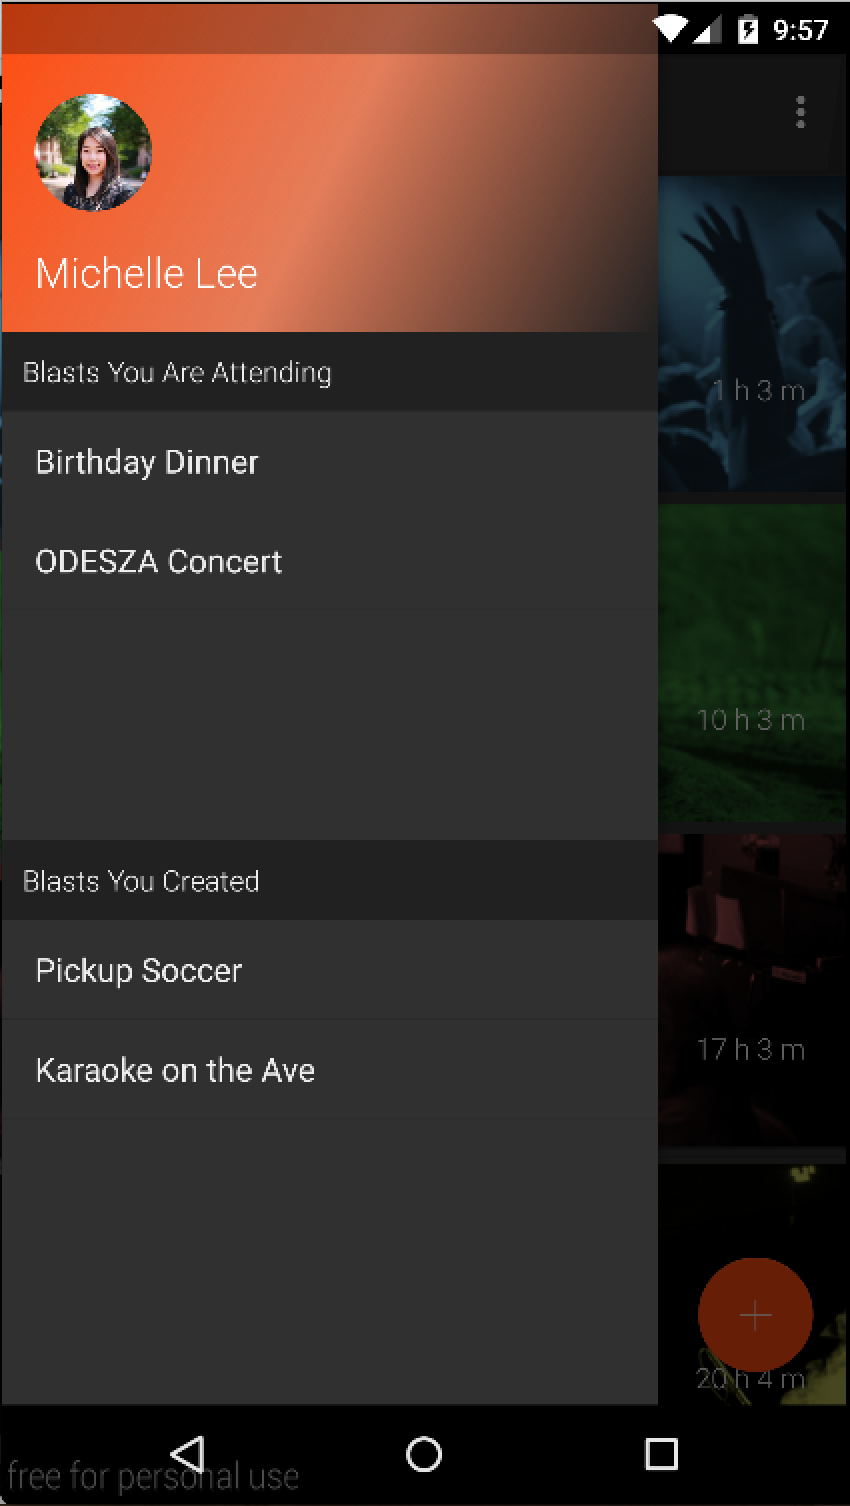 9:57
Michelle Lee
Blasts You Are Attending
1 h 3 m
Birthday Dinner
ODESZA Concert
10 h 3 m
Blasts You Created
Pickup Soccer
17 h 3 m
Karaoke on the Ave
20 h 4 m
free for personal use